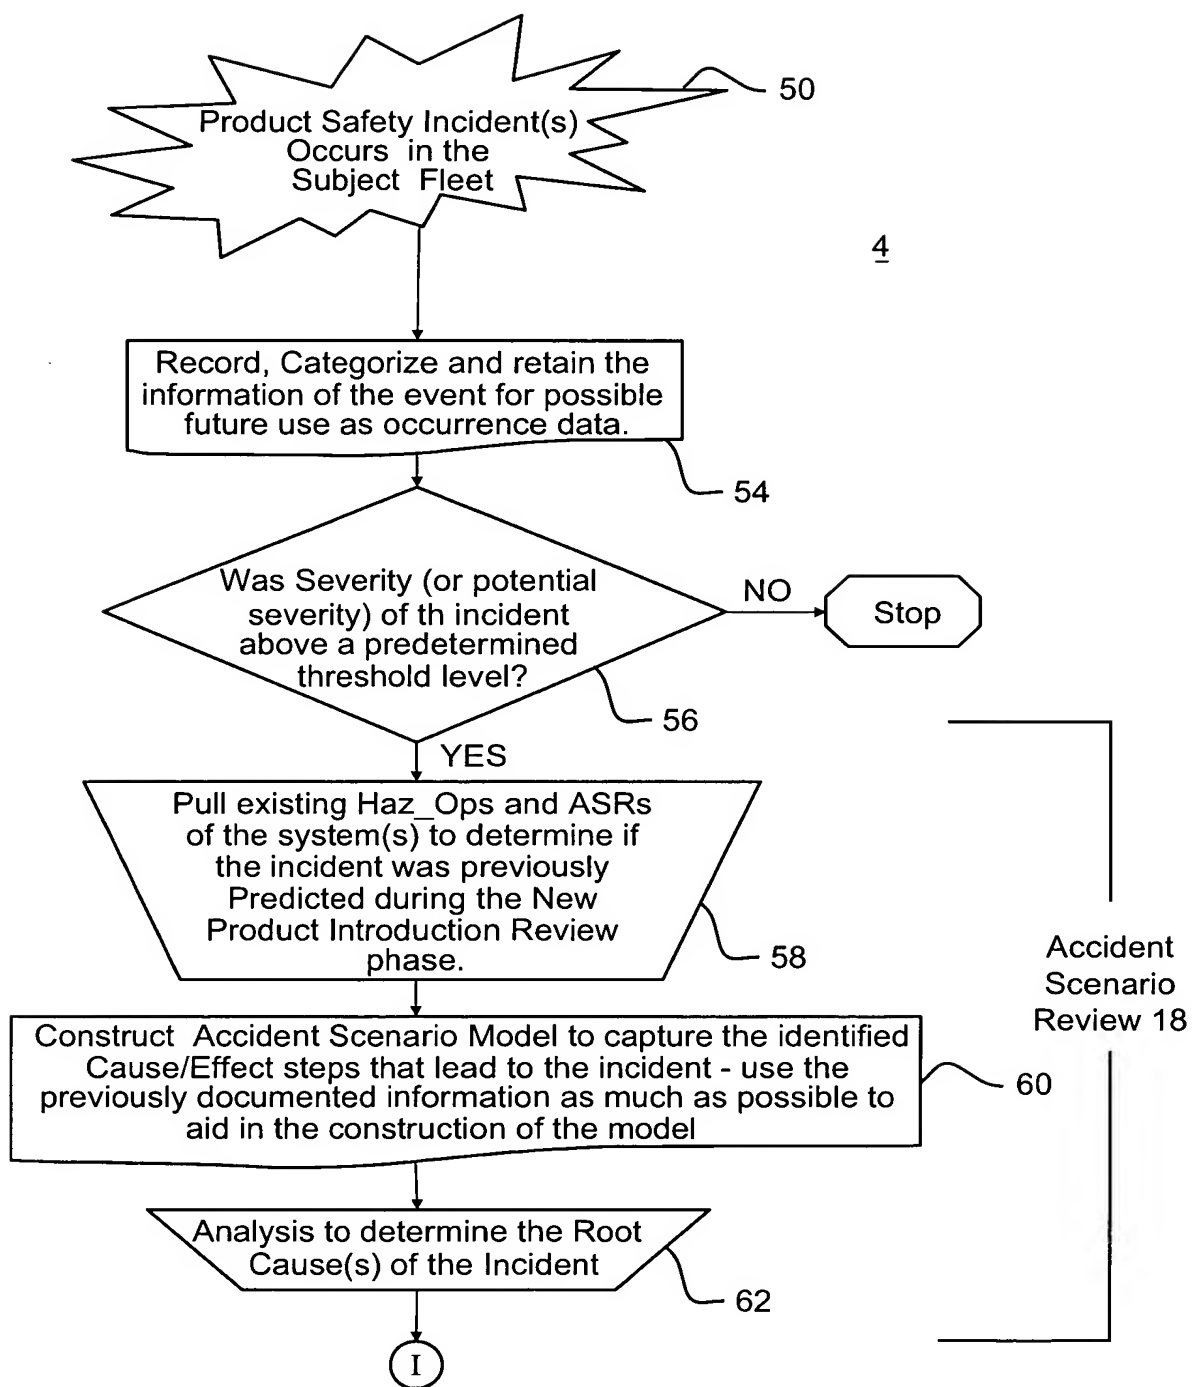 50
Product Safety Incident(s)
Occurs in the
Subject Fleet
4
Record, Categorize and retain the
information of the event for possible
future use as occurrence data.
54
Was Severity (or potential
severity) of th incident
above a predetermined
threshold level?
NO
Stop
56
YES
Pull existing Haz_Ops and ASRs
of the system(s) to determine if
the incident was previously
Predicted during the New
Product Introduction Review
phase.
58
Accident
Scenario
Review 18
Construct Accident Scenario Model to capture the identified
Cause/Effect steps that lead to the incident - use the
previously documented information as much as possible to
aid in the construction of the model
60
Analysis to determine the Root
Cause(s) of the Incident
62
I